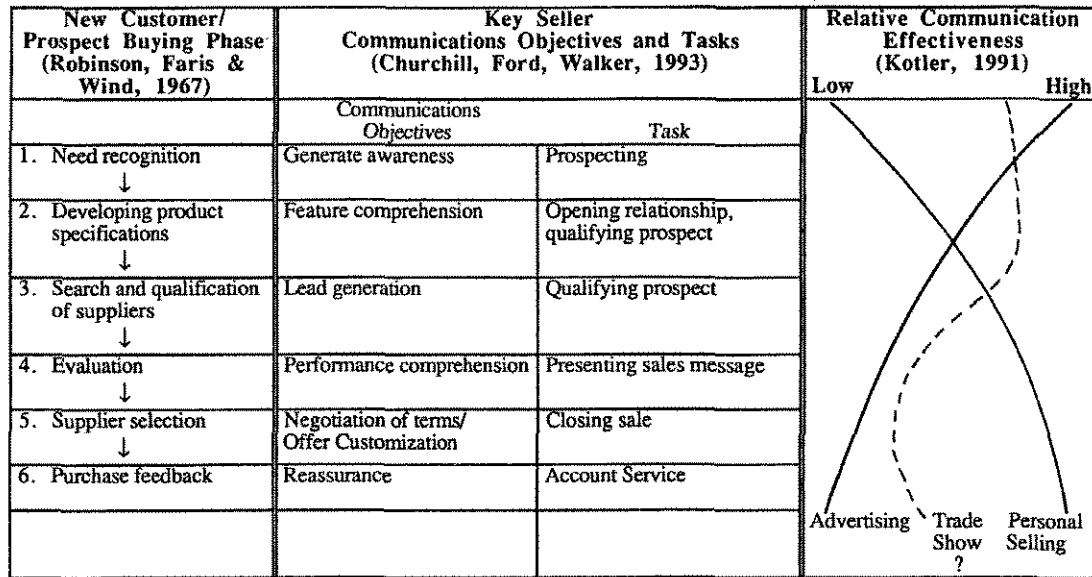 New Customer/
Prospect Buying Phase
(Robinson, Faris &
Wind, 1967)
Key Seller
Communications Objectives and Tasks
(Churchill, Ford, Walker, 1993)
Relative Communication
Effectiveness
(Kotler, 1991)
Low High
Communications
Objectives Task
1. Need recognition Generate awareness Prospecting
↓
2. Developing product Feature comprehension Opening relationship,
specifications qualifying prospect
↓
3. Search and qualification Lead generation Qualifying prospect
of suppliers
↓
4. Evaluation Performance comprehension Presenting sales message
↓
5. Supplier selection Negotiation of terms/ Closing sale
↓ Offer Customization
6. Purchase feedback Reassurance Account Service
Advertising Trade Personal
Show Selling
?